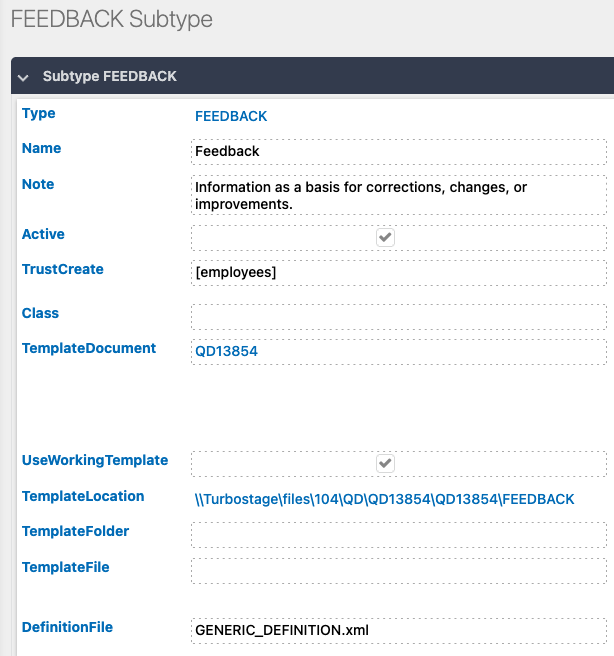 FEEDBACK Subtype
Subtype FEEDBACK
Type FEEDBACK
Name Feedback
Note Information as a basis for corrections, changes, or
improvements.
Active
TrustCreate [employees]
Class
TemplateDocument QD13854
UseWorkingTemplate
TemplateLocation \\Turbostage\files\104\QD\QD13854\QD13854\FEEDBACK
TemplateFolder
TemplateFile
DefinitionFile GENERIC_DEFINITION.xml